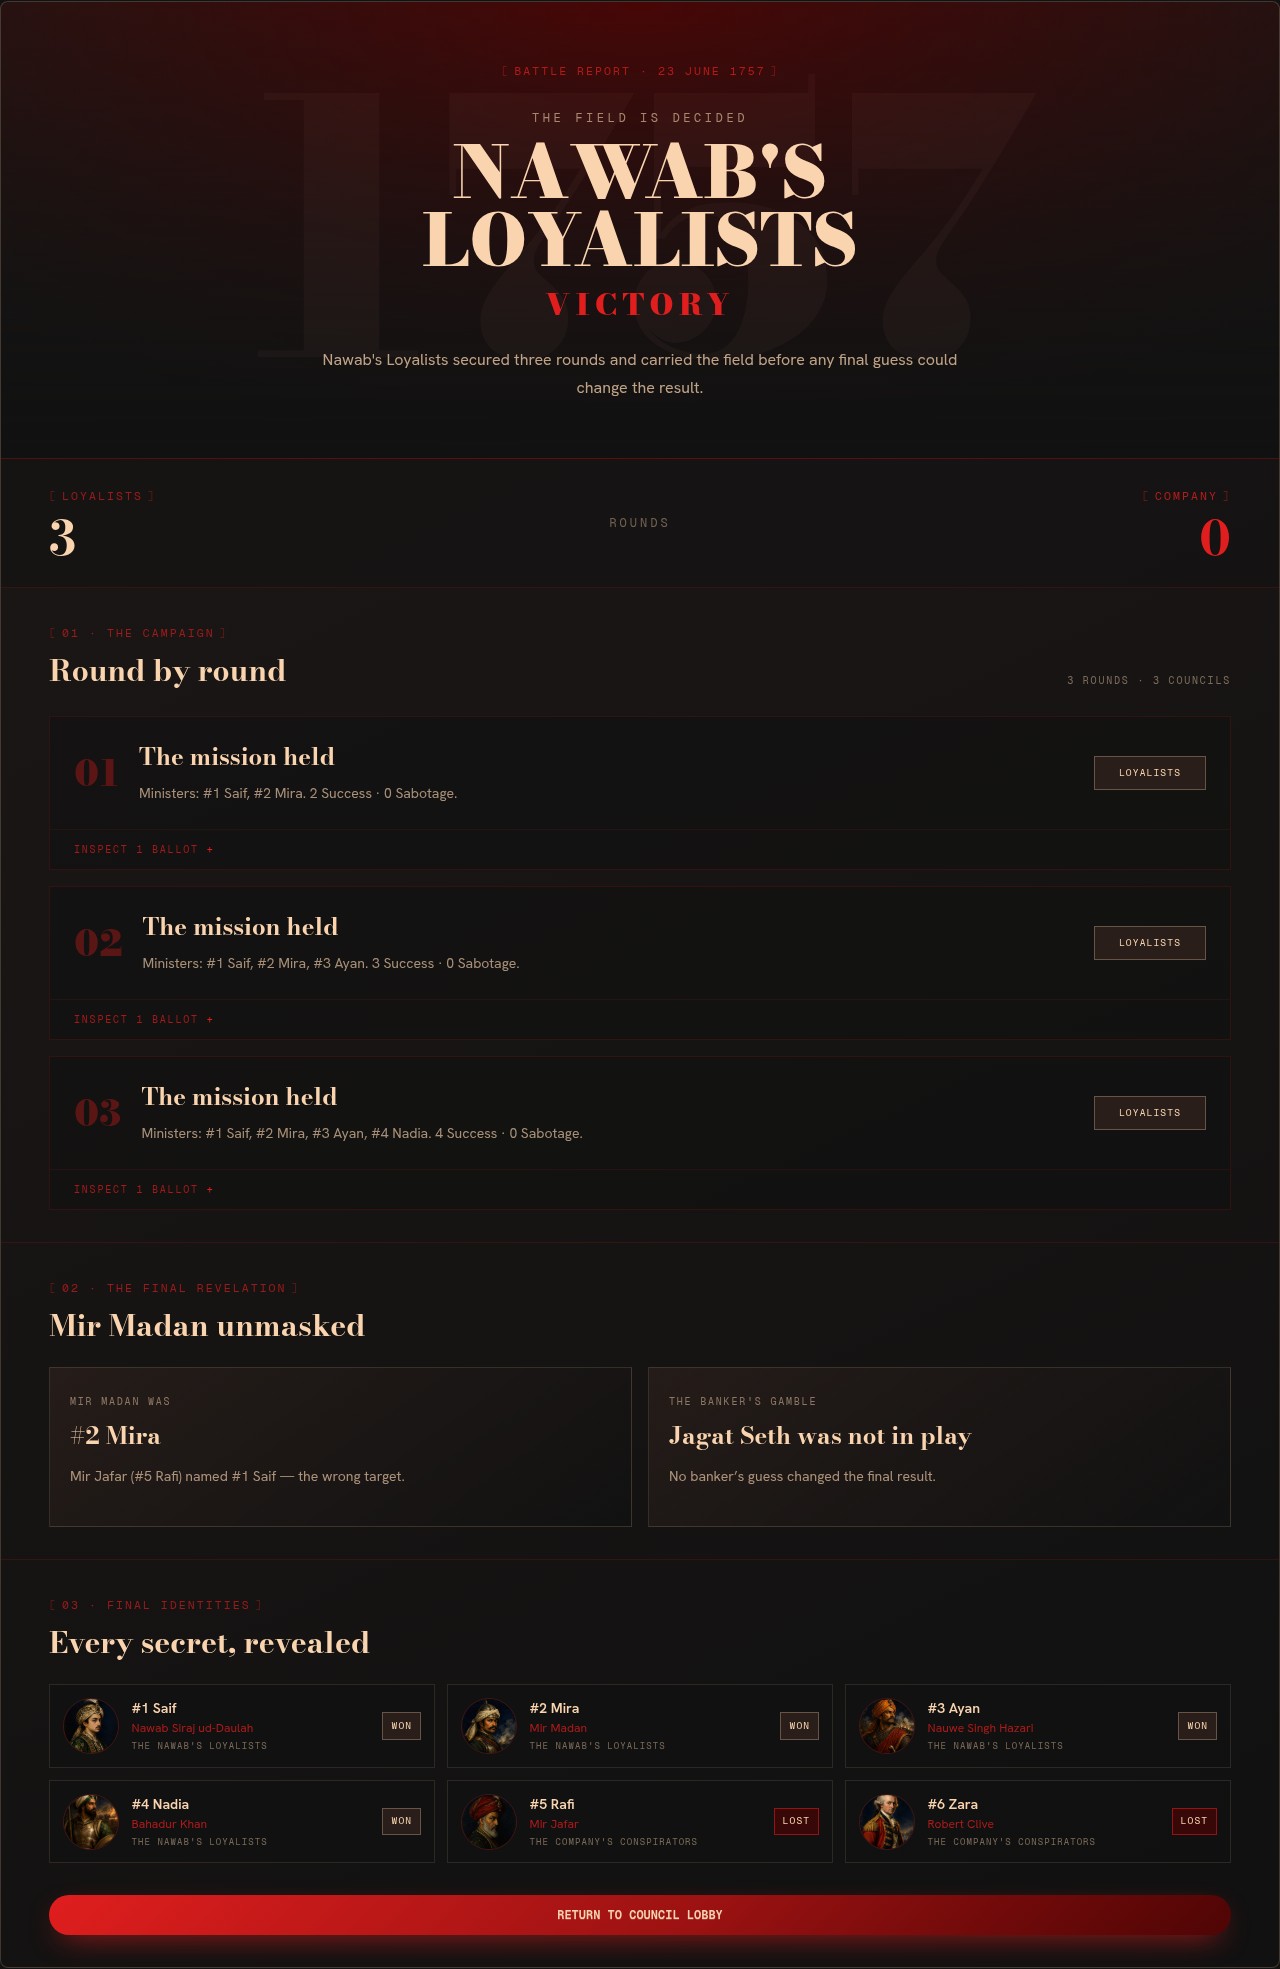 [ BATTLE REPORT · 23 JUNE 1757 ]
1757
THE FIELD IS DECIDED
NAWAB'S
LOYALISTS
VICTORY
Nawab's Loyalists secured three rounds and carried the field before any final guess could
change the result.
[ LOYALISTS ]
3
ROUNDS
[ COMPANY ]
0
[ 01 · THE CAMPAIGN ]
Round by round
3 ROUNDS · 3 COUNCILS
01
The mission held
Ministers: #1 Saif, #2 Mira. 2 Success · 0 Sabotage.
LOYALISTS
INSPECT 1 BALLOT +
02
The mission held
Ministers: #1 Saif, #2 Mira, #3 Ayan. 3 Success · 0 Sabotage.
LOYALISTS
INSPECT 1 BALLOT +
03
The mission held
Ministers: #1 Saif, #2 Mira, #3 Ayan, #4 Nadia. 4 Success · 0 Sabotage.
LOYALISTS
INSPECT 1 BALLOT +
[ 02 · THE FINAL REVELATION ]
Mir Madan unmasked
MIR MADAN WAS
#2 Mira
Mir Jafar (#5 Rafi) named #1 Saif — the wrong target.
THE BANKER'S GAMBLE
Jagat Seth was not in play
No banker’s guess changed the final result.
[ 03 · FINAL IDENTITIES ]
Every secret, revealed
#1 Saif
Nawab Siraj ud-Daulah
THE NAWAB'S LOYALISTS
WON
#2 Mira
Mir Madan
THE NAWAB'S LOYALISTS
WON
#3 Ayan
Nauwe Singh Hazari
THE NAWAB'S LOYALISTS
WON
#4 Nadia
Bahadur Khan
THE NAWAB'S LOYALISTS
WON
#5 Rafi
Mir Jafar
THE COMPANY'S CONSPIRATORS
LOST
#6 Zara
Robert Clive
THE COMPANY'S CONSPIRATORS
LOST
RETURN TO COUNCIL LOBBY